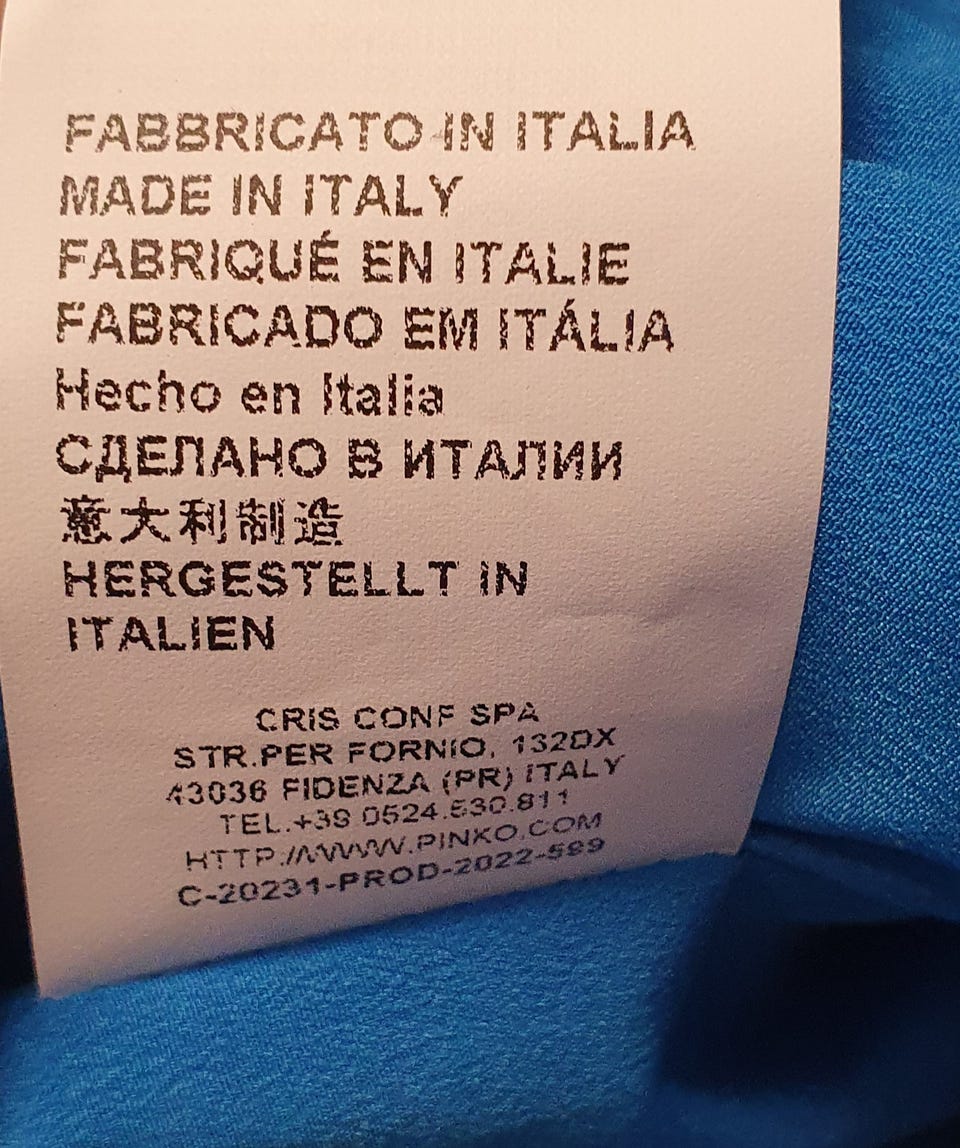 FABBRICATO IN ITALIA
MADE IN ITALY
FABRIQUÉ EN ITALIE
FABRICADO EM ITÁLIA
Hecho en Italia
СДЕЛАНО В ИТАЛИИ
意大利制造
HERGESTELLT IN
ITALIEN
CRIS CONF SPA
STR.PER FORNIO, 132DX
43036 FIDENZA (PR) ITALY
TEL.+39 0524.530.811
HTTP://WWW.PINKO.COM
C-20231-PROD-2022-599